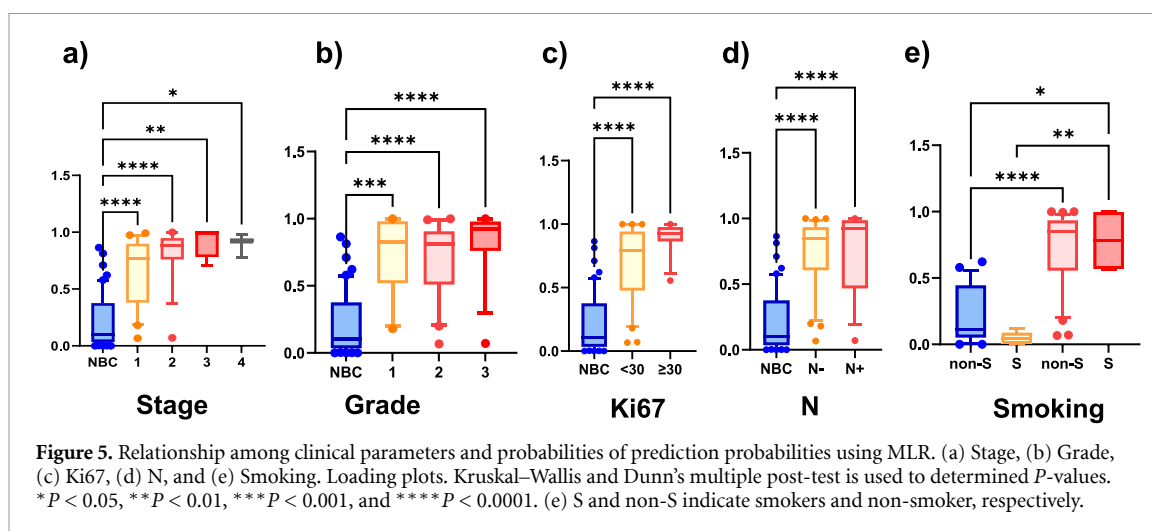 a)
b)
c)
d)
e)
*
**
****
****
1.5
1.0
0.5
0.0
NBC 1 2 3 4
Stage
****
****
***
1.5
1.0
0.5
0.0
NBC 1 2 3
Grade
****
****
1.5
1.0
0.5
0.0
NBC <30 ≥30
Ki67
****
****
1.5
1.0
0.5
0.0
NBC N- N+
N
*
**
****
1.5
1.0
0.5
0.0
non-S S non-S S
Smoking
Figure 5. Relationship among clinical parameters and probabilities of prediction probabilities using MLR. (a) Stage, (b) Grade,
(c) Ki67, (d) N, and (e) Smoking. Loading plots. Kruskal–Wallis and Dunn's multiple post-test is used to determined P-values.
*P < 0.05, **P < 0.01, ***P < 0.001, and ****P < 0.0001. (e) S and non-S indicate smokers and non-smoker, respectively.